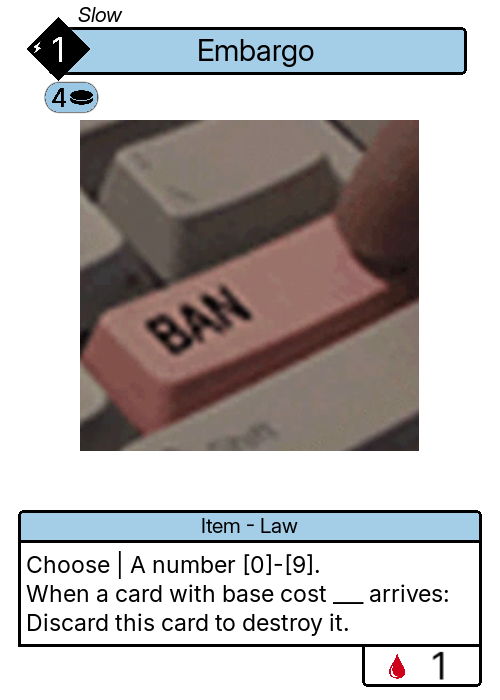 Slow
1
Embargo
4
BAN
Shift
Item - Law
Choose | A number [0]-[9].
When a card with base cost ___ arrives:
Discard this card to destroy it.
1